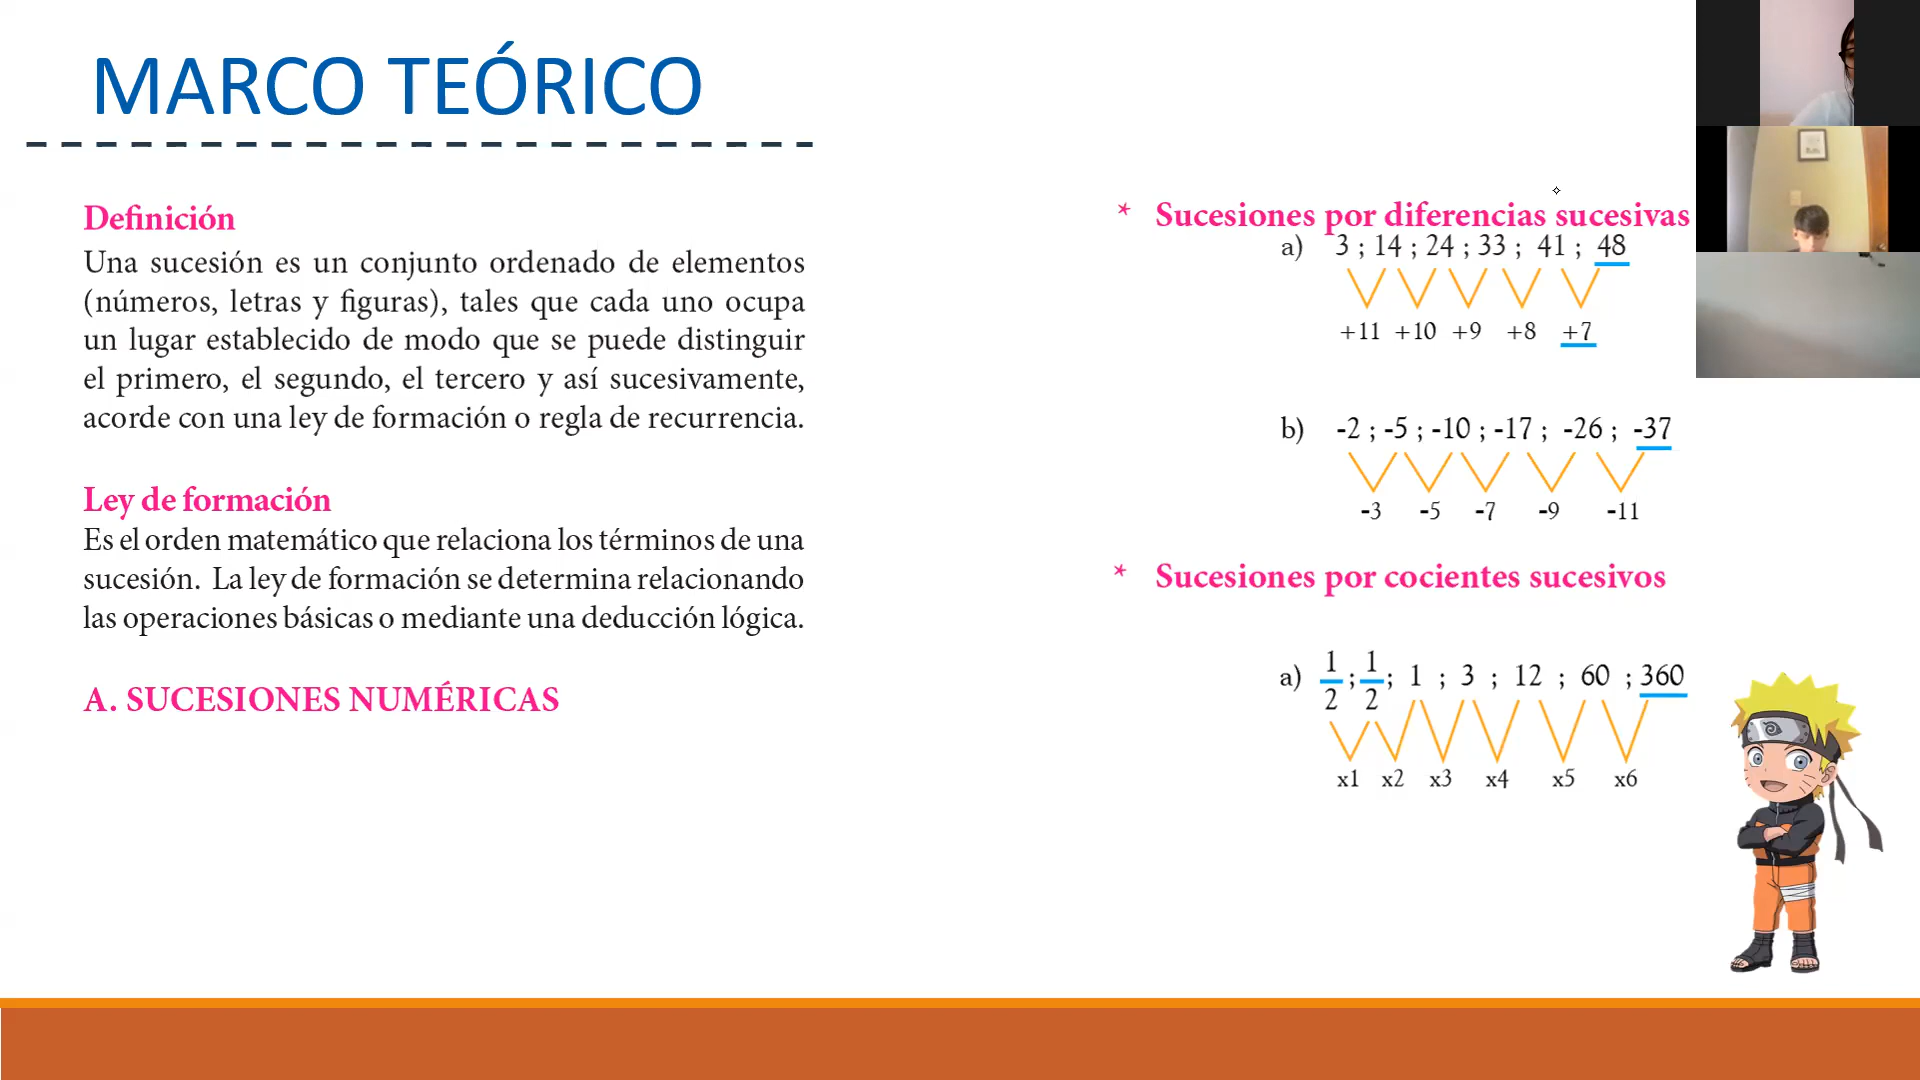 MARCO TEÓRICO
Definición
Una sucesión es un conjunto ordenado de elementos
(números, letras y figuras), tales que cada uno ocupa
un lugar establecido de modo que se puede distinguir
el primero, el segundo, el tercero y así sucesivamente,
acorde con una ley de formación o regla de recurrencia.
Ley de formación
Es el orden matemático que relaciona los términos de una
sucesión. La ley de formación se determina relacionando
las operaciones básicas o mediante una deducción lógica.
A. SUCESIONES NUMÉRICAS
* Sucesiones por diferencias sucesivas
a) 3 ; 14 ; 24 ; 33 ; 41 ; 48
+11 +10 +9 +8 +7
b) -2 ; -5 ; -10 ; -17 ; -26 ; -37
-3 -5 -7 -9 -11
* Sucesiones por cocientes sucesivos
a) 1/2 ; 1/2 ; 1 ; 3 ; 12 ; 60 ; 360
x1 x2 x3 x4 x5 x6